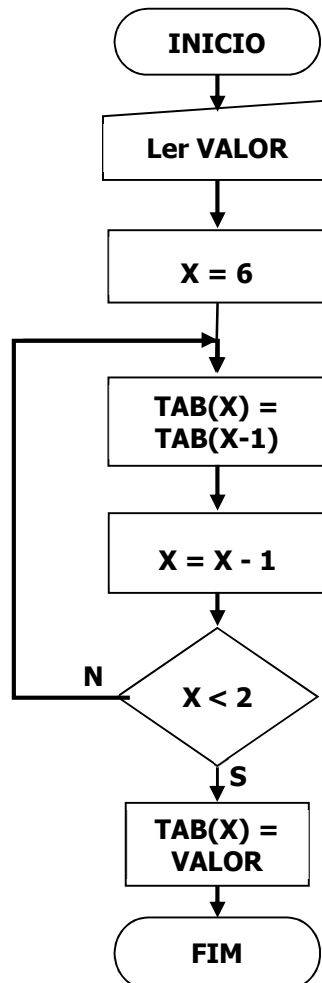 INICIO
Ler VALOR
X = 6
TAB(X) =
TAB(X-1)
X = X - 1
N
X < 2
S
TAB(X) =
VALOR
FIM